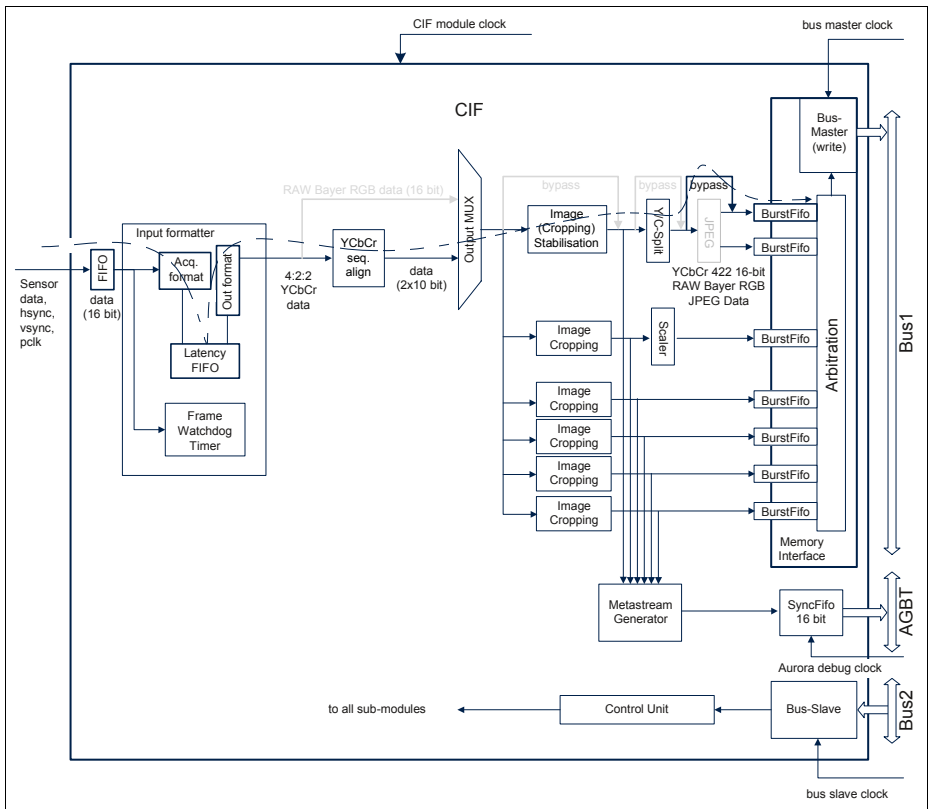 CIF module clock
bus master clock
CIF
Bus-
Master
(write)
RAW Bayer RGB data (16 bit)
bypass
bypass
bypass
Output MUX
Image
(Cropping)
Stabilisation
Y/C-Split
JPEG
BurstFifo
BurstFifo
Input formatter
FIFO
Acq.
format
Out format
YCbCr
seq.
align
Sensor
data,
hsync,
vsync,
pclk
data
(16 bit)
4:2:2
YCbCr
data
data
(2x10 bit)
YCbCr 422 16-bit
RAW Bayer RGB
JPEG Data
Latency
FIFO
Image
Cropping
Scaler
BurstFifo
Arbitration
Bus1
Frame
Watchdog
Timer
Image
Cropping
BurstFifo
Image
Cropping
BurstFifo
Image
Cropping
BurstFifo
Image
Cropping
BurstFifo
Memory
Interface
Metastream
Generator
SyncFifo
16 bit
AGBT
Aurora debug clock
to all sub-modules
Control Unit
Bus-Slave
Bus2
bus slave clock